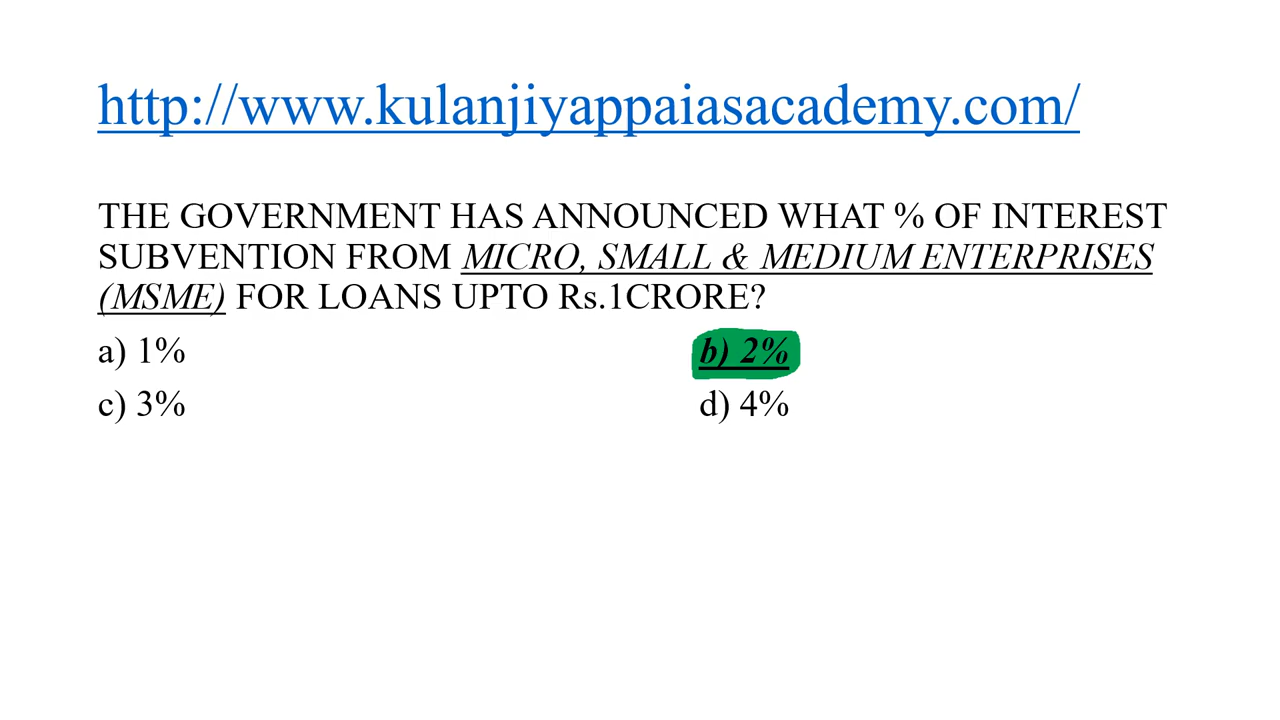 http://www.kulanjiyappaiasacademy.com/
THE GOVERNMENT HAS ANNOUNCED WHAT % OF INTEREST
SUBVENTION FROM MICRO, SMALL & MEDIUM ENTERPRISES
(MSME) FOR LOANS UPTO Rs.1CRORE?
a) 1% b) 2%
c) 3% d) 4%